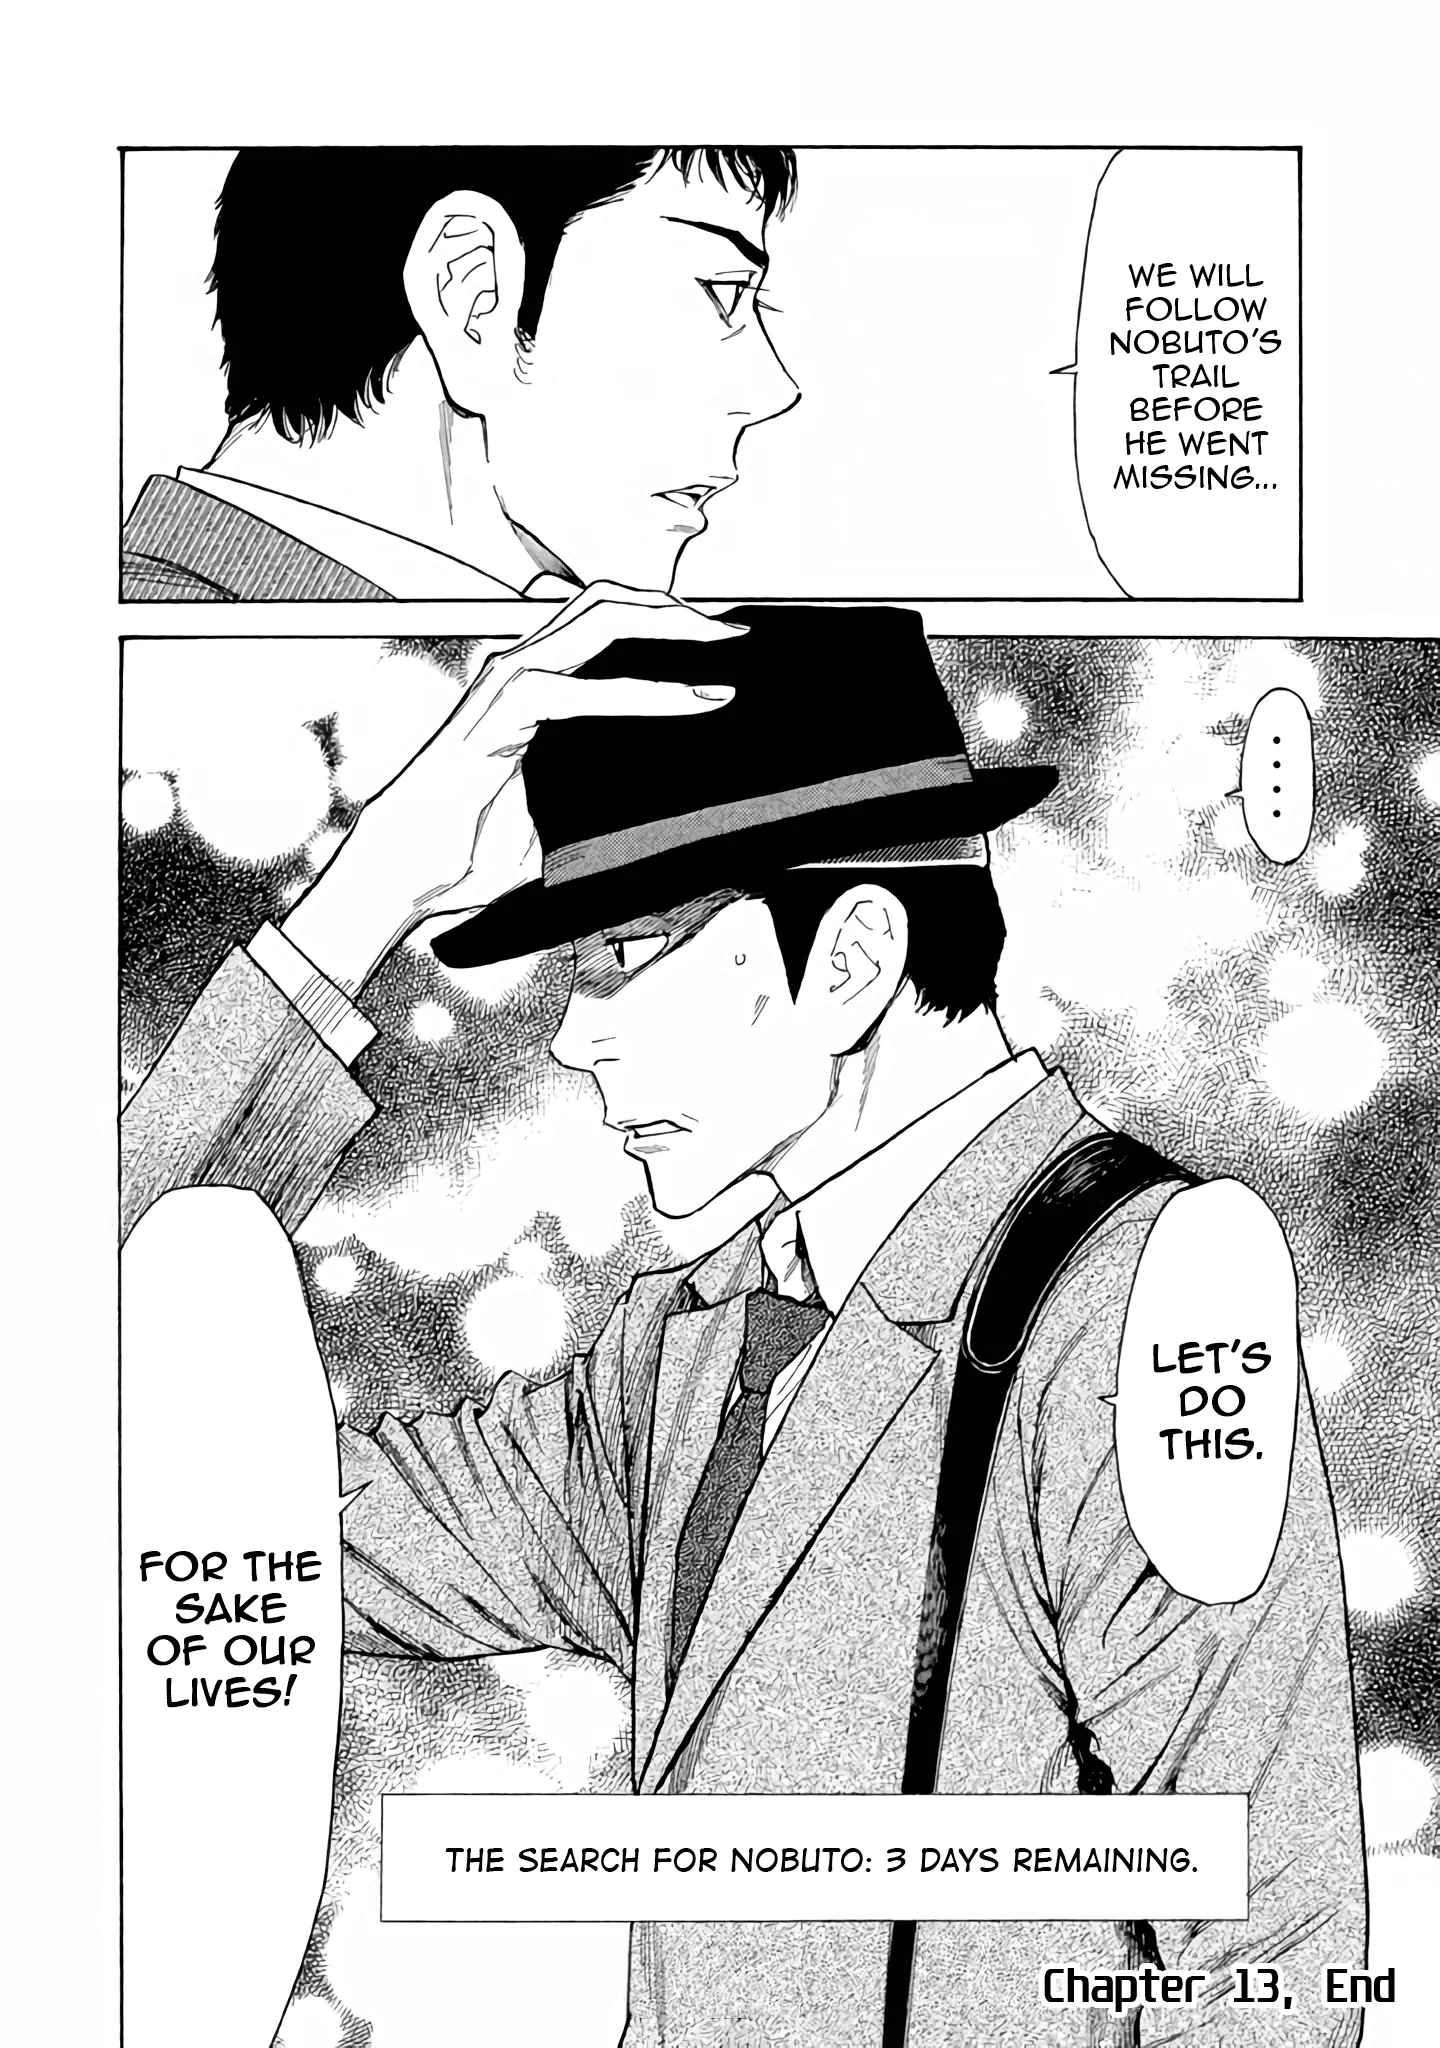 WE WILL
FOLLOW
NOBUTO'S
TRAIL
BEFORE
HE WENT
MISSING...
....
LET'S
DO
THIS.
FOR THE
SAKE
OF OUR
LIVES!
THE SEARCH FOR NOBUTO: 3 DAYS REMAINING.
Chapter 13, End